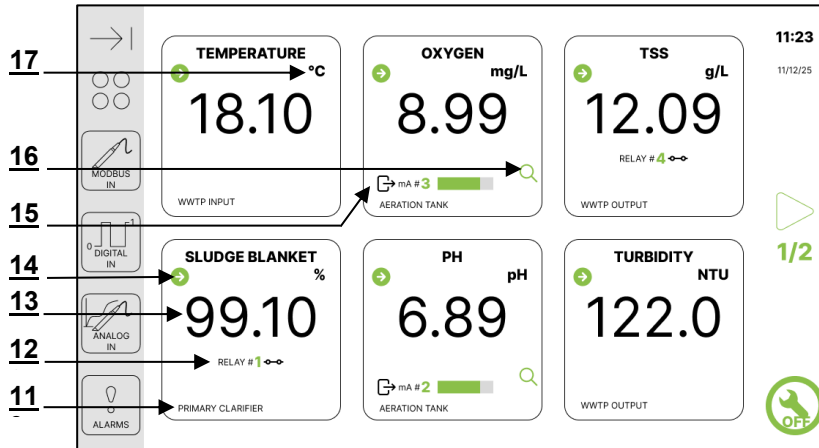 17
16
15
14
13
12
11
MODBUS
IN
0 1
DIGITAL
IN
ANALOG
IN
ALARMS
TEMPERATURE
°C
18.10
WWTP INPUT
OXYGEN
mg/L
8.99
mA #3
AERATION TANK
TSS
g/L
12.09
RELAY #4
WWTP OUTPUT
SLUDGE BLANKET
%
99.10
RELAY #1
PRIMARY CLARIFIER
PH
pH
6.89
mA #2
AERATION TANK
TURBIDITY
NTU
122.0
WWTP OUTPUT
11:23
11/12/25
1/2
OFF